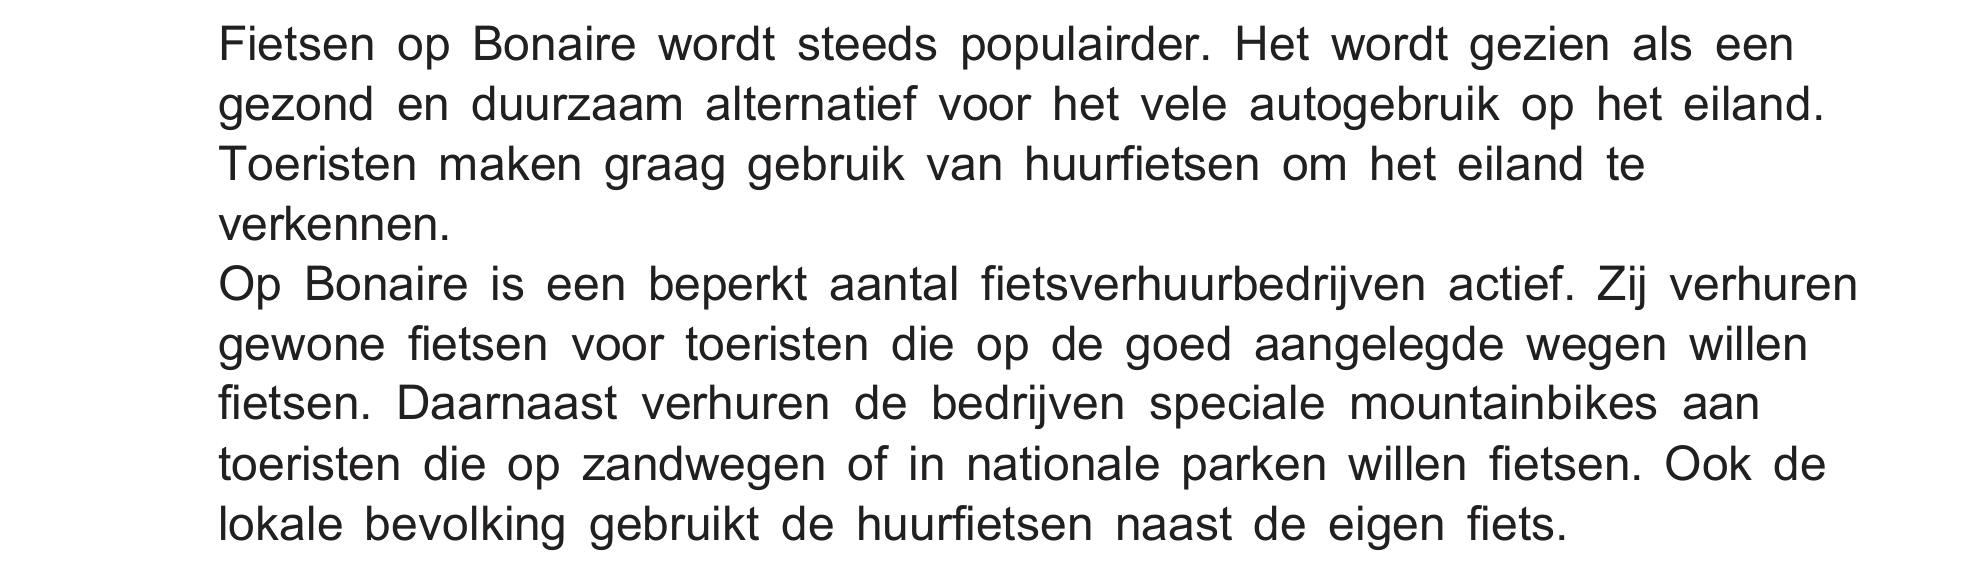 Fietsen op Bonaire wordt steeds populairder. Het wordt gezien als een
gezond en duurzaam alternatief voor het vele autogebruik op het eiland.
Toeristen maken graag gebruik van huurfietsen om het eiland te
verkennen.
Op Bonaire is een beperkt aantal fietsverhuurbedrijven actief. Zij verhuren
gewone fietsen voor toeristen die op de goed aangelegde wegen willen
fietsen. Daarnaast verhuren de bedrijven speciale mountainbikes aan
toeristen die op zandwegen of in nationale parken willen fietsen. Ook de
lokale bevolking gebruikt de huurfietsen naast de eigen fiets.